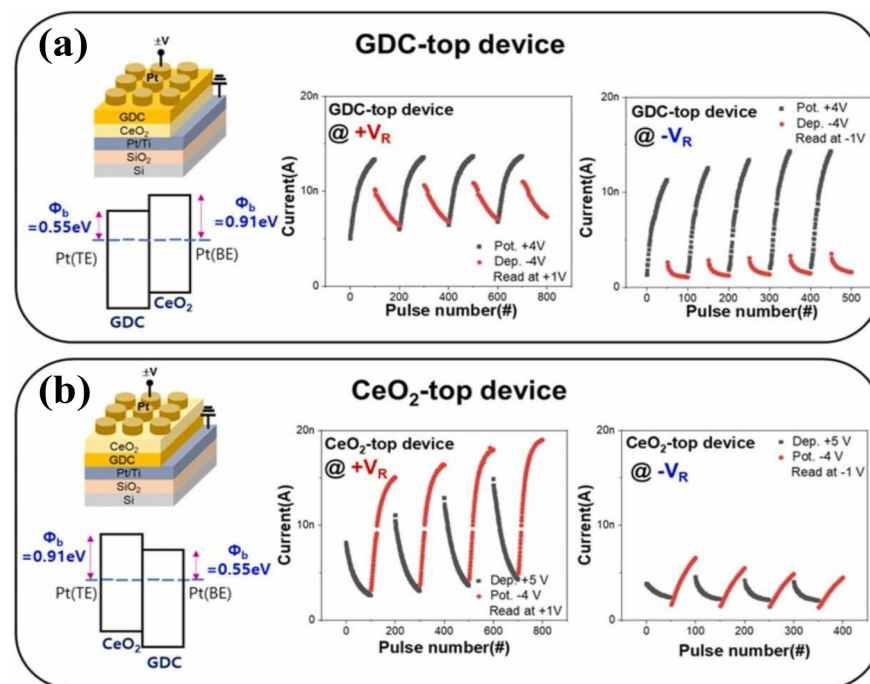 (a)
GDC-top device
±V
Pt
GDC
CeO₂
Pt/Ti
SiO₂
Si
Φb
=0.55eV
Φb
=0.91eV
Pt(TE)
Pt(BE)
CeO₂
GDC
GDC-top device
@ +VR
20n
10n
0
Current(A)
Pot. +4V
Dep. -4V
Read at +1V
0 200 400 600 800
Pulse number(#)
GDC-top device
@ -VR
Pot. +4V
Dep. -4V
Read at -1V
20n
10n
0
Current(A)
0 100 200 300 400 500
Pulse number(#)
(b)
CeO₂-top device
±V
Pt
CeO₂
GDC
Pt/Ti
SiO₂
Si
Φb
=0.91eV
Φb
=0.55eV
Pt(TE)
Pt(BE)
CeO₂
GDC
CeO₂-top device
@ +VR
20n
10n
0
Current(A)
Dep. +5 V
Pot. -4 V
Read at +1V
0 200 400 600 800
Pulse number(#)
CeO₂-top device
@ -VR
Dep. +5 V
Pot. -4 V
Read at -1 V
20n
10n
0
Current(A)
0 100 200 300 400
Pulse number(#)